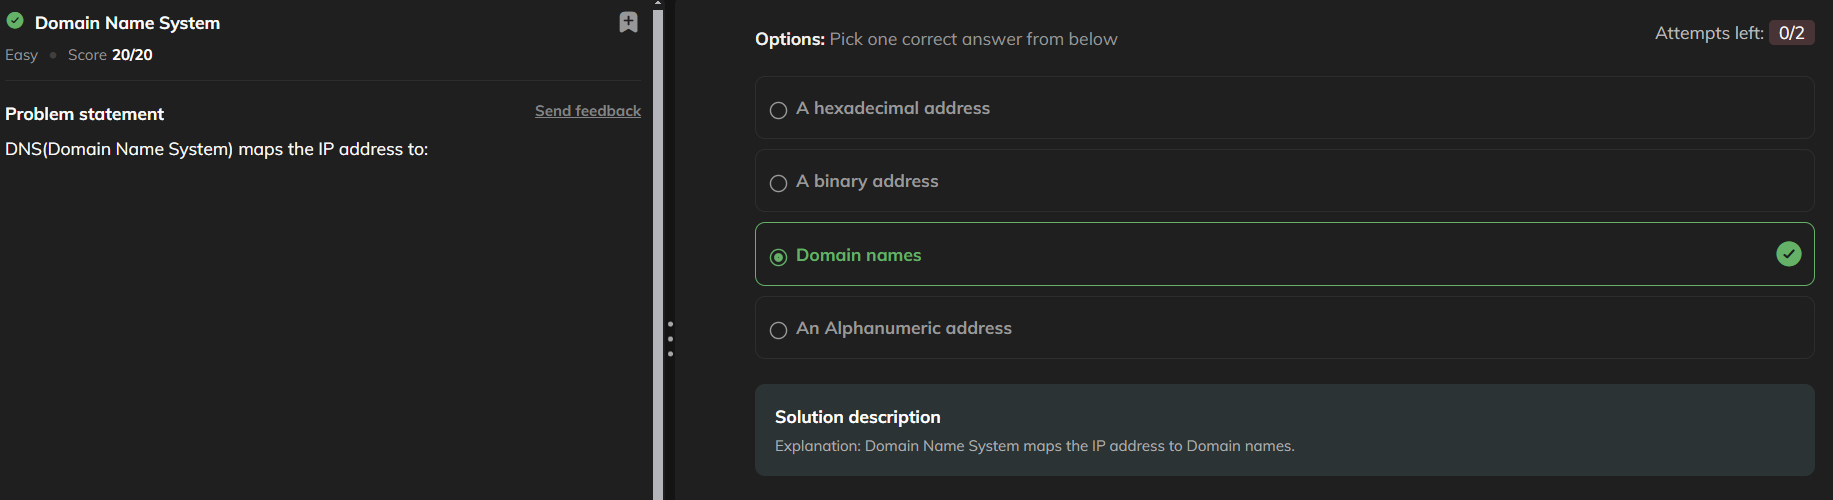 Domain Name System
Easy Score 20/20
Problem statement
Send feedback
DNS(Domain Name System) maps the IP address to:
Options: Pick one correct answer from below
Attempts left: 0/2
A hexadecimal address
A binary address
Domain names
An Alphanumeric address
Solution description
Explanation: Domain Name System maps the IP address to Domain names.